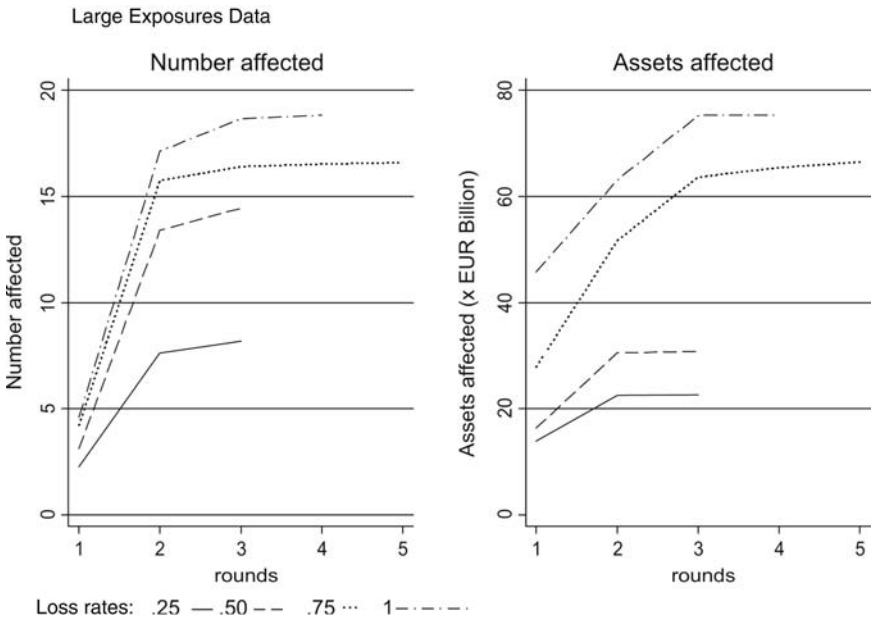 Large Exposures Data
Number affected
Number affected
20
15
10
5
0
1 2 3 4 5
rounds
Assets affected
Assets affected (x EUR Billion)
80
60
40
20
0
1 2 3 4 5
rounds
Loss rates: .25 .50 .75 1